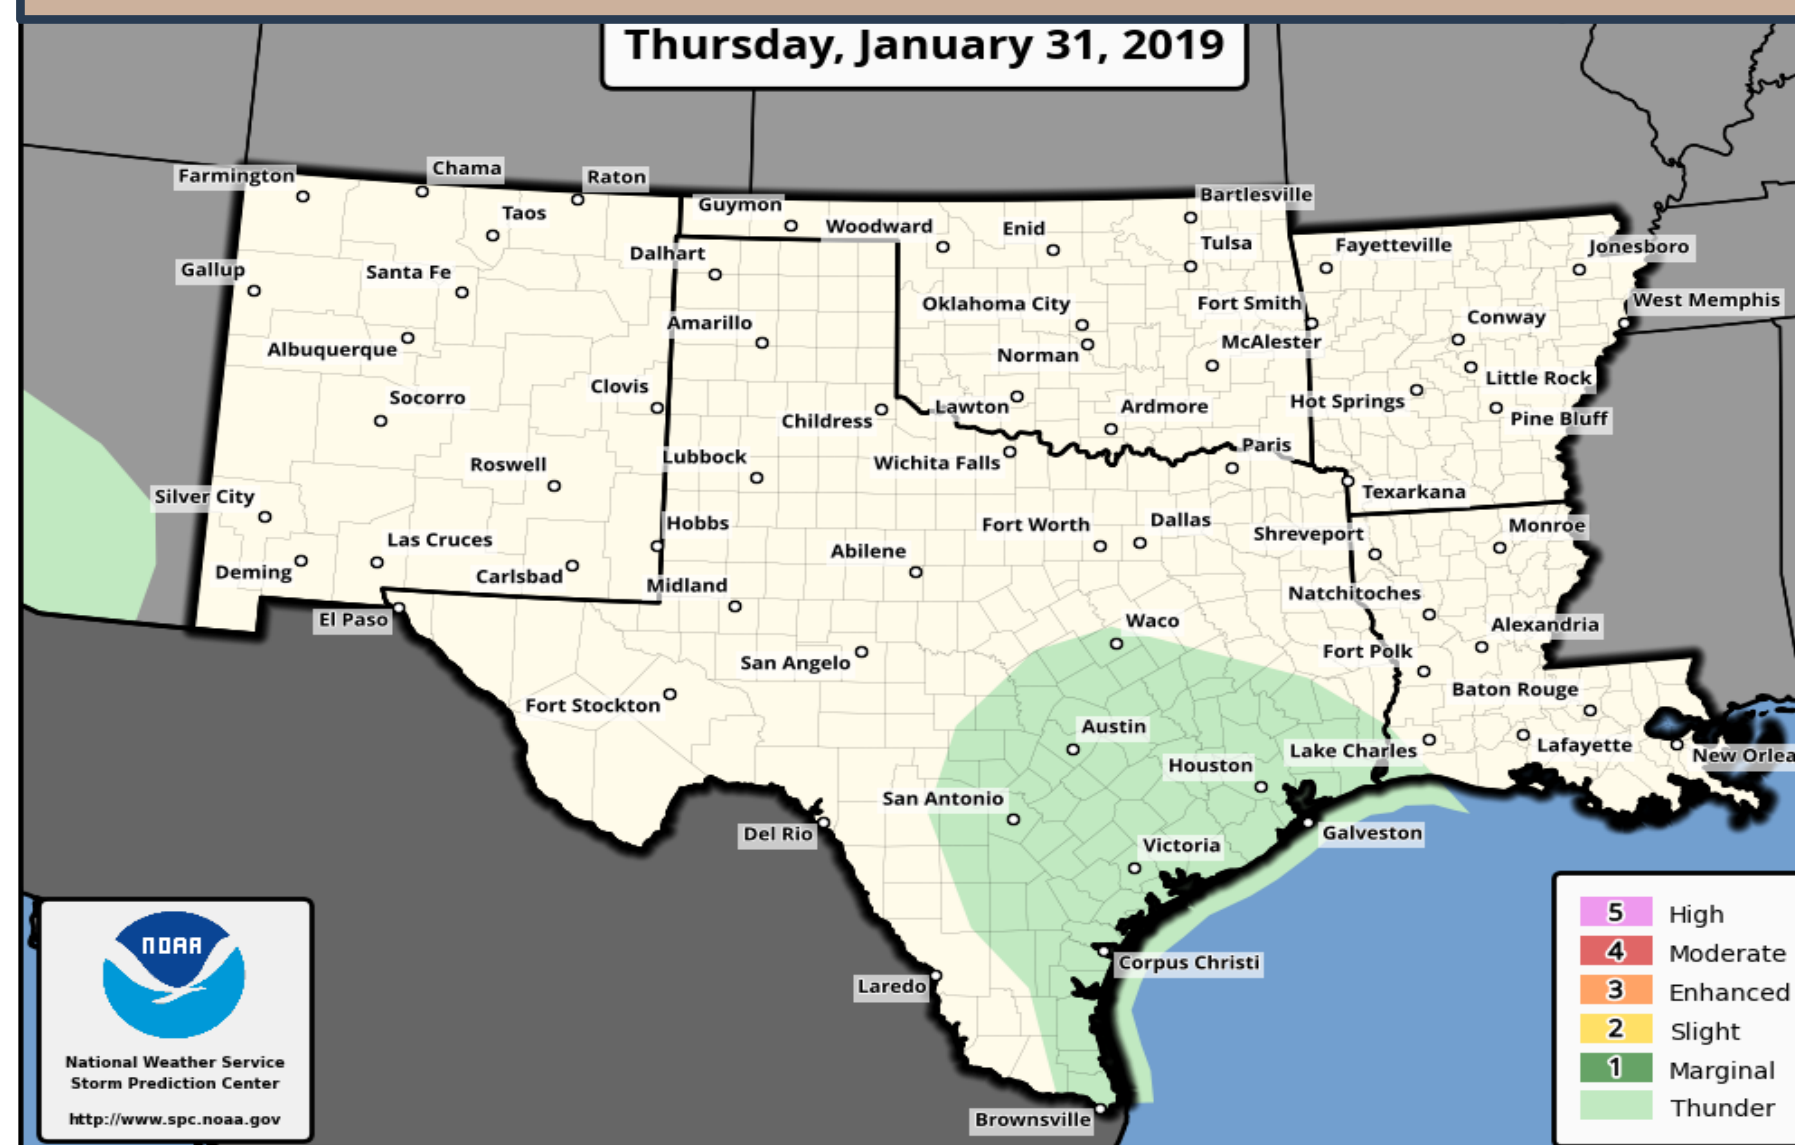 Thursday, January 31, 2019
Farmington
Chama
Raton
Taos
Guymon
Woodward
Enid
Bartlesville
Tulsa
Fayetteville
Jonesboro
Gallup
Santa Fe
Dalhart
Oklahoma City
Fort Smith
West Memphis
Conway
Albuquerque
Amarillo
Norman
McAlester
Little Rock
Socorro
Clovis
Childress
Lawton
Ardmore
Hot Springs
Pine Bluff
Roswell
Lubbock
Wichita Falls
Paris
Texarkana
Silver City
Las Cruces
Hobbs
Abilene
Fort Worth
Dallas
Shreveport
Monroe
Deming
Carlsbad
Midland
Natchitoches
El Paso
San Angelo
Waco
Fort Polk
Alexandria
Fort Stockton
Baton Rouge
Austin
Houston
Lake Charles
Lafayette
New Orlea
San Antonio
Del Rio
Victoria
Galveston
Laredo
Corpus Christi
Brownsville
NOAA
National Weather Service
Storm Prediction Center
http://www.spc.noaa.gov
5 High
4 Moderate
3 Enhanced
2 Slight
1 Marginal
Thunder